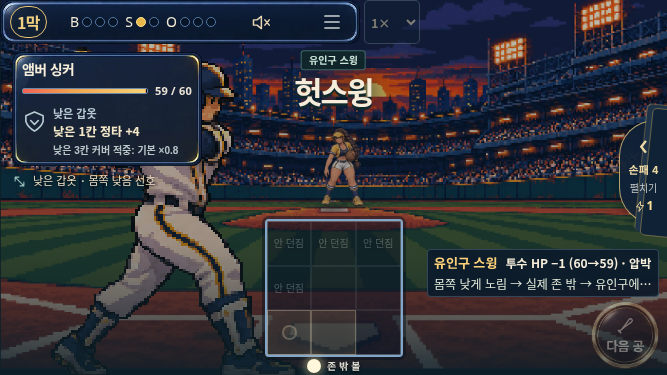 1막 B S O 1×
앰버 싱커
59 / 60
낮은 갑옷
낮은 1칸 정타 +4
낮은 3칸 커버 적중: 기본 ×0.8
낮은 갑옷 · 몸쪽 낮음 선호
유인구 스윙
헛스윙
손패 4
펼치기
1
안 던짐 안 던짐 안 던짐
안 던짐
유인구 스윙 투수 HP −1 (60→59) · 압박
몸쪽 낮게 노림 → 실제 존 밖 → 유인구에…
다음 공
존 밖 볼